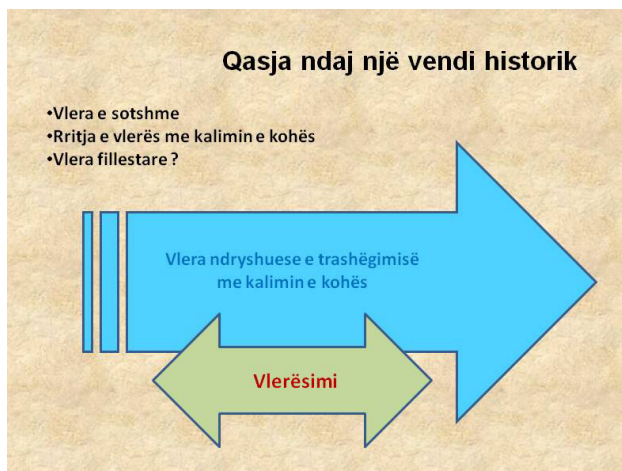 Qasja ndaj një vendi historik
•Vlera e sotshme
•Rritja e vlerës me kalimin e kohës
•Vlera fillestare ?
Vlera ndryshuese e trashëgimisë
me kalimin e kohës
Vlerësimi